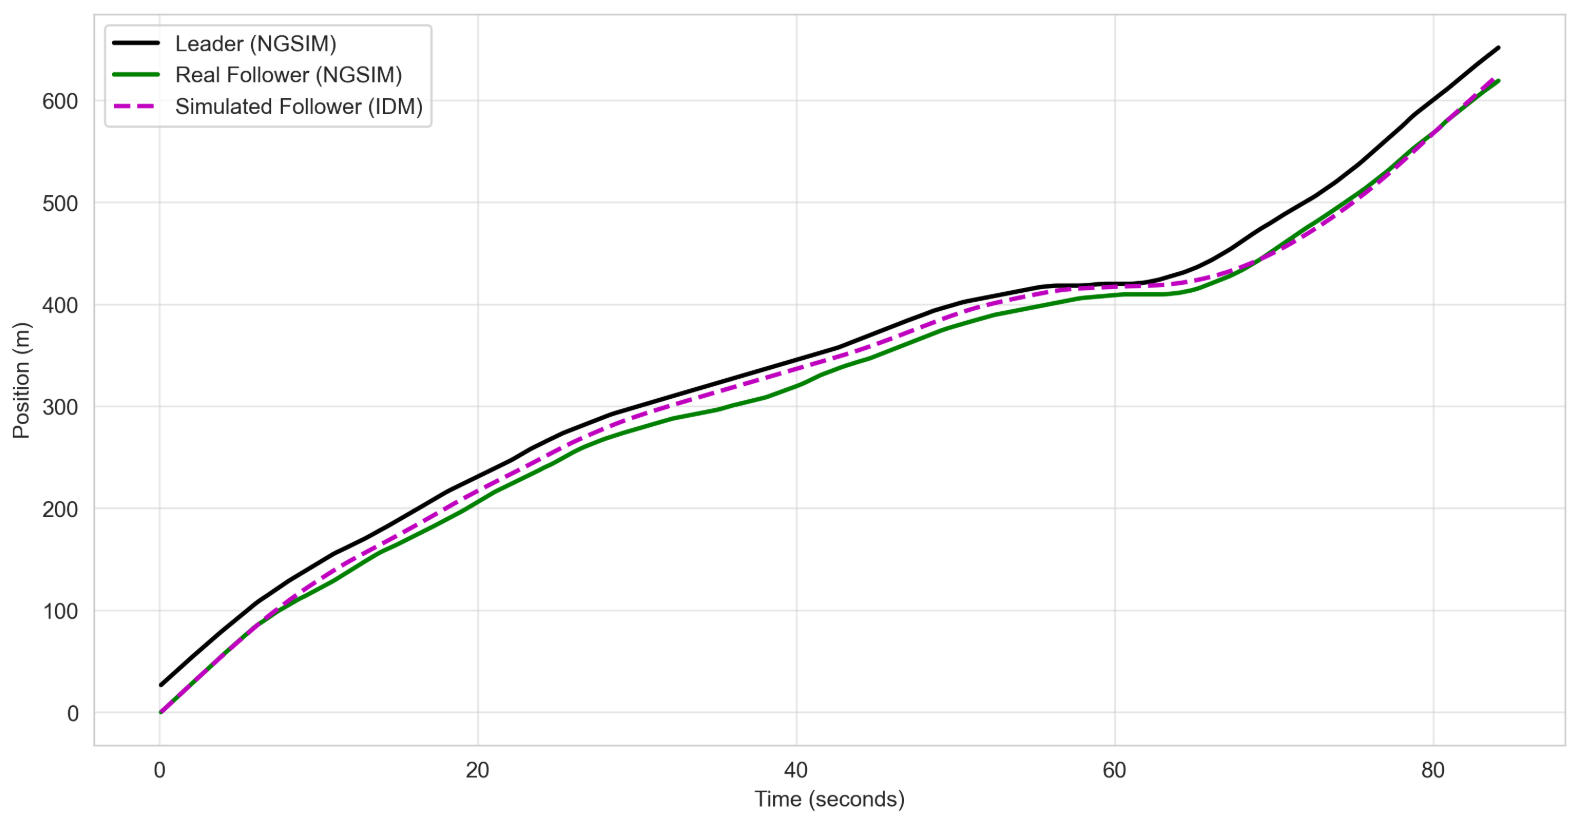 Leader (NGSIM)
Real Follower (NGSIM)
Simulated Follower (IDM)
600
500
400
300
200
100
0
Position (m)
0 20 40 60 80
Time (seconds)